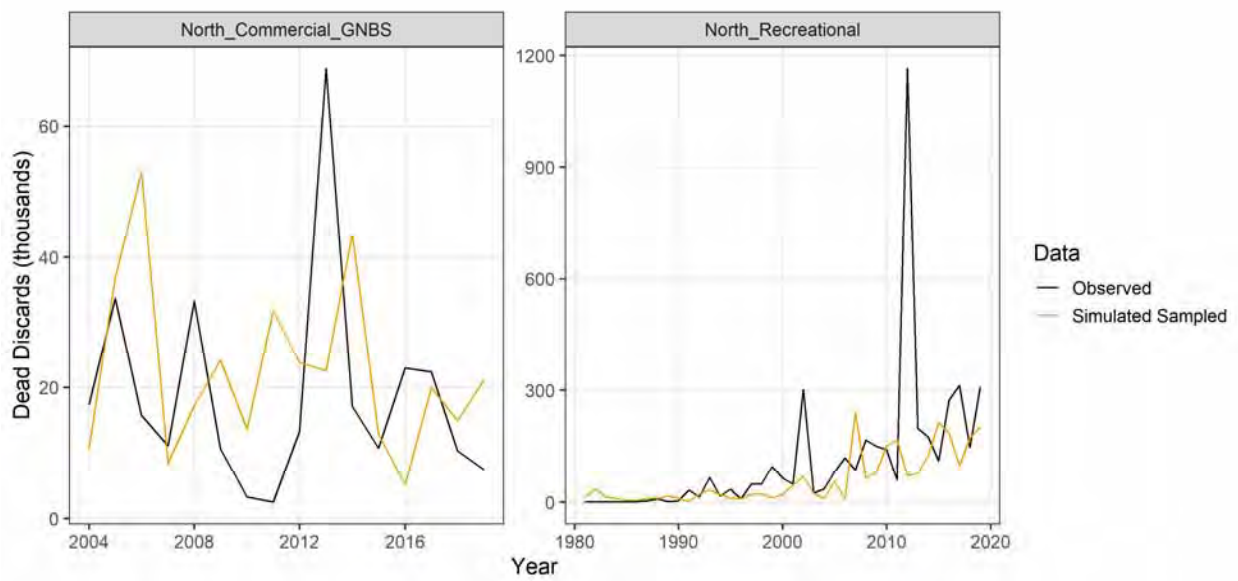 North_Commercial_GNBS
North_Recreational
Dead Discards (thousands)
60
40
20
0
1200
900
600
300
0
2004
2008
2012
2016
1980
1990
2000
2010
2020
Year
Data
Observed
Simulated Sampled